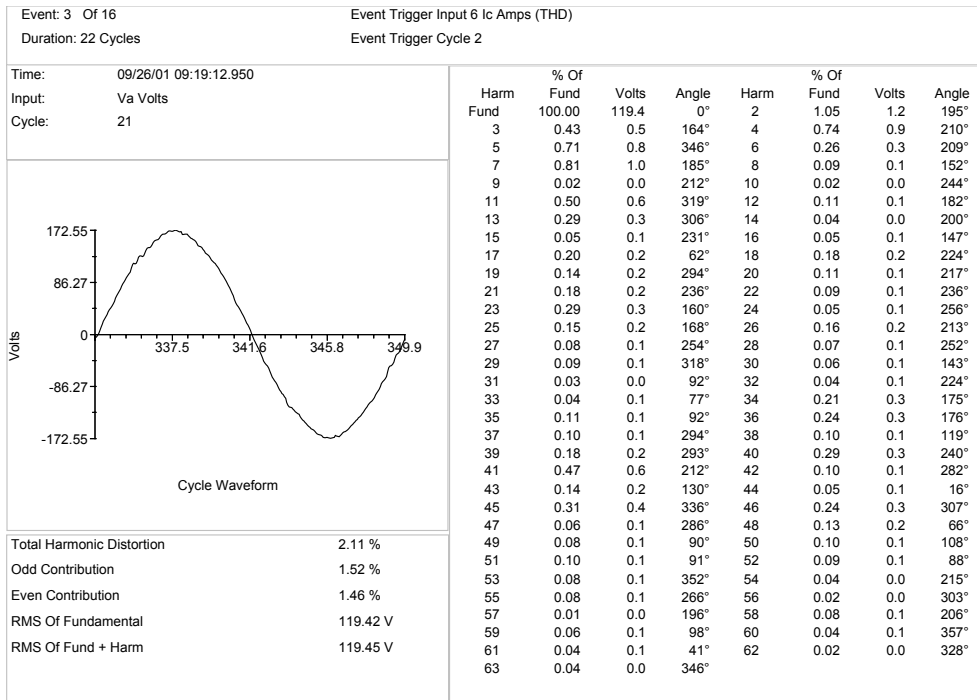 Event: 3 Of 16 Event Trigger Input 6 Ic Amps (THD)
Duration: 22 Cycles Event Trigger Cycle 2
Time: 09/26/01 09:19:12.950
Input: Va Volts
Cycle: 21
172.55
86.27
0
-86.27
-172.55
Volts
337.5 341.6 345.8 349.9
Cycle Waveform
Total Harmonic Distortion 2.11 %
Odd Contribution 1.52 %
Even Contribution 1.46 %
RMS Of Fundamental 119.42 V
RMS Of Fund + Harm 119.45 V
% Of % Of
Harm Fund Volts Angle Harm Fund Volts Angle
Fund 100.00 119.4 0° 2 1.05 1.2 195°
3 0.43 0.5 164° 4 0.74 0.9 210°
5 0.71 0.8 346° 6 0.26 0.3 209°
7 0.81 1.0 185° 8 0.09 0.1 152°
9 0.02 0.0 212° 10 0.02 0.0 244°
11 0.50 0.6 319° 12 0.11 0.1 182°
13 0.29 0.3 306° 14 0.04 0.0 200°
15 0.05 0.1 231° 16 0.05 0.1 147°
17 0.20 0.2 62° 18 0.18 0.2 224°
19 0.14 0.2 294° 20 0.11 0.1 217°
21 0.18 0.2 236° 22 0.09 0.1 236°
23 0.29 0.3 160° 24 0.05 0.1 256°
25 0.15 0.2 168° 26 0.16 0.2 213°
27 0.08 0.1 254° 28 0.07 0.1 252°
29 0.09 0.1 318° 30 0.06 0.1 143°
31 0.03 0.0 92° 32 0.04 0.1 224°
33 0.04 0.1 77° 34 0.21 0.3 175°
35 0.11 0.1 92° 36 0.24 0.3 176°
37 0.10 0.1 294° 38 0.10 0.1 119°
39 0.18 0.2 293° 40 0.29 0.3 240°
41 0.47 0.6 212° 42 0.10 0.1 282°
43 0.14 0.2 130° 44 0.05 0.1 16°
45 0.31 0.4 336° 46 0.24 0.3 307°
47 0.06 0.1 286° 48 0.13 0.2 66°
49 0.08 0.1 90° 50 0.10 0.1 108°
51 0.10 0.1 91° 52 0.09 0.1 88°
53 0.08 0.1 352° 54 0.04 0.0 215°
55 0.08 0.1 266° 56 0.02 0.0 303°
57 0.01 0.0 196° 58 0.08 0.1 206°
59 0.06 0.1 98° 60 0.04 0.1 357°
61 0.04 0.1 41° 62 0.02 0.0 328°
63 0.04 0.0 346°